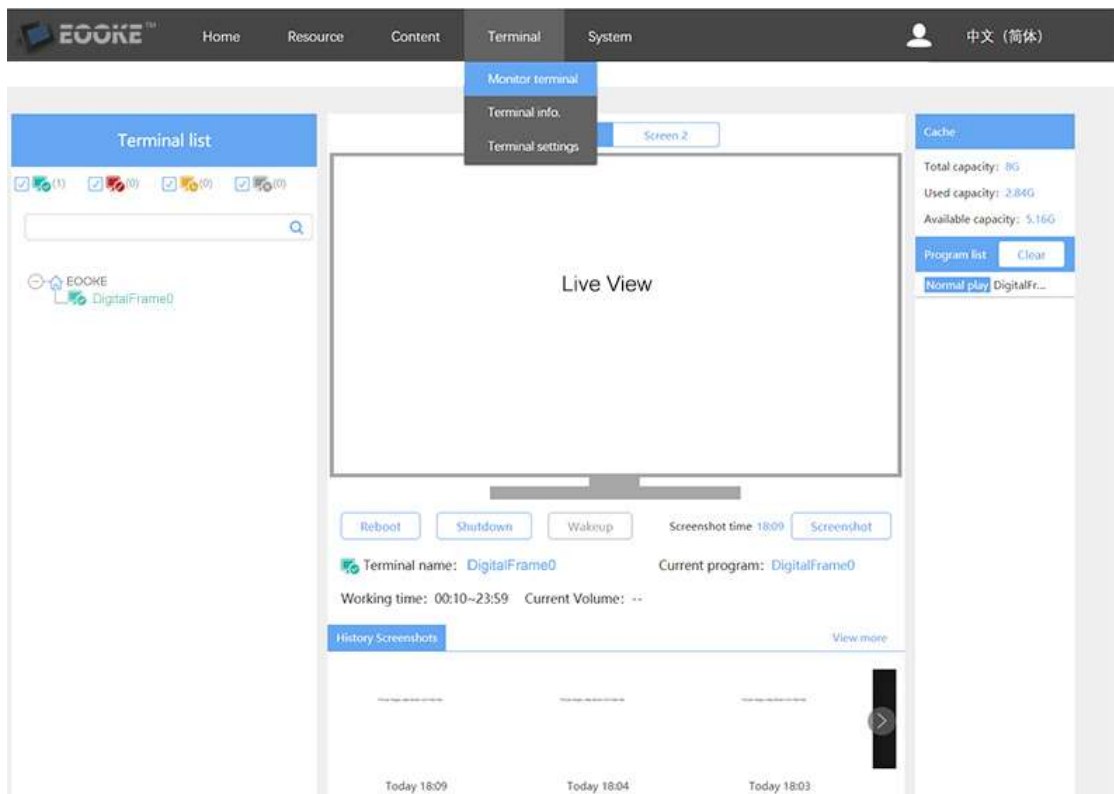 EOOKE™ Home Resource Content Terminal System 中文（简体）
Monitor terminal
Terminal info.
Terminal settings
Terminal list
(1) (0) (0) (0)
EOOKE
DigitalFrame0
Screen 2
Live View
Reboot Shutdown Wakeup Screenshot time 18:09 Screenshot
Terminal name: DigitalFrame0 Current program: DigitalFrame0
Working time: 00:10~23:59 Current Volume: --
History Screenshots View more
Today 18:09 Today 18:04 Today 18:03
Cache
Total capacity: 8G
Used capacity: 2.84G
Available capacity: 5.16G
Program list Clear
Normal play DigitalFr...